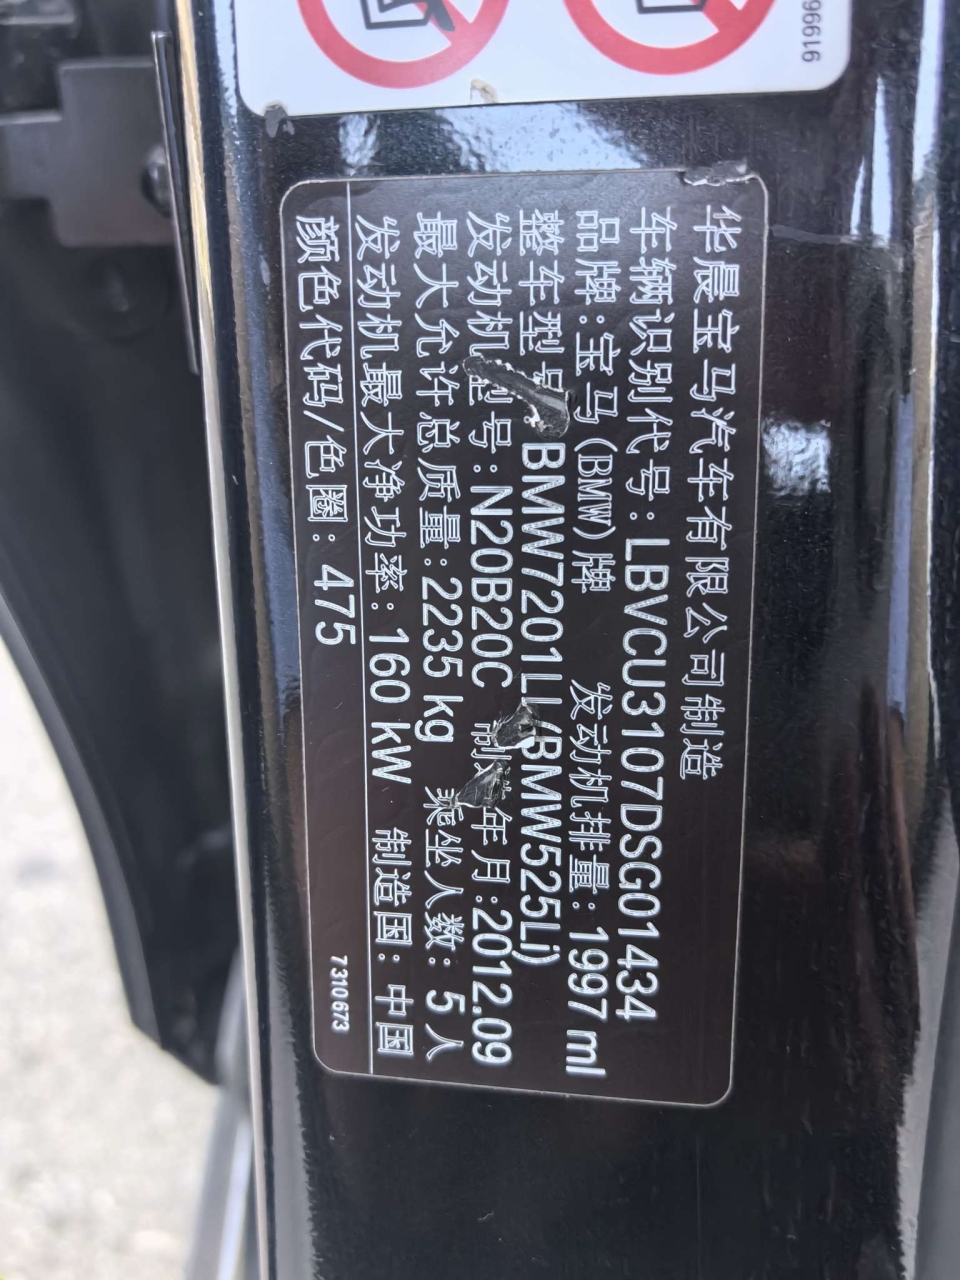 91996
华晨宝马汽车有限公司制造
车辆识别代号:LBVCU3107DSG01434
品牌:宝马(BMW)牌 发动机排量:1997 ml
整车型号 BMW7201LL(BMW525Li)
发动机型号:N20B20C 制造年月:2012.09
最大允许总质量:2235 kg 乘坐人数:5人
发动机最大净功率:160 kW 制造国:中国
颜色代码/色圈:475 7310673